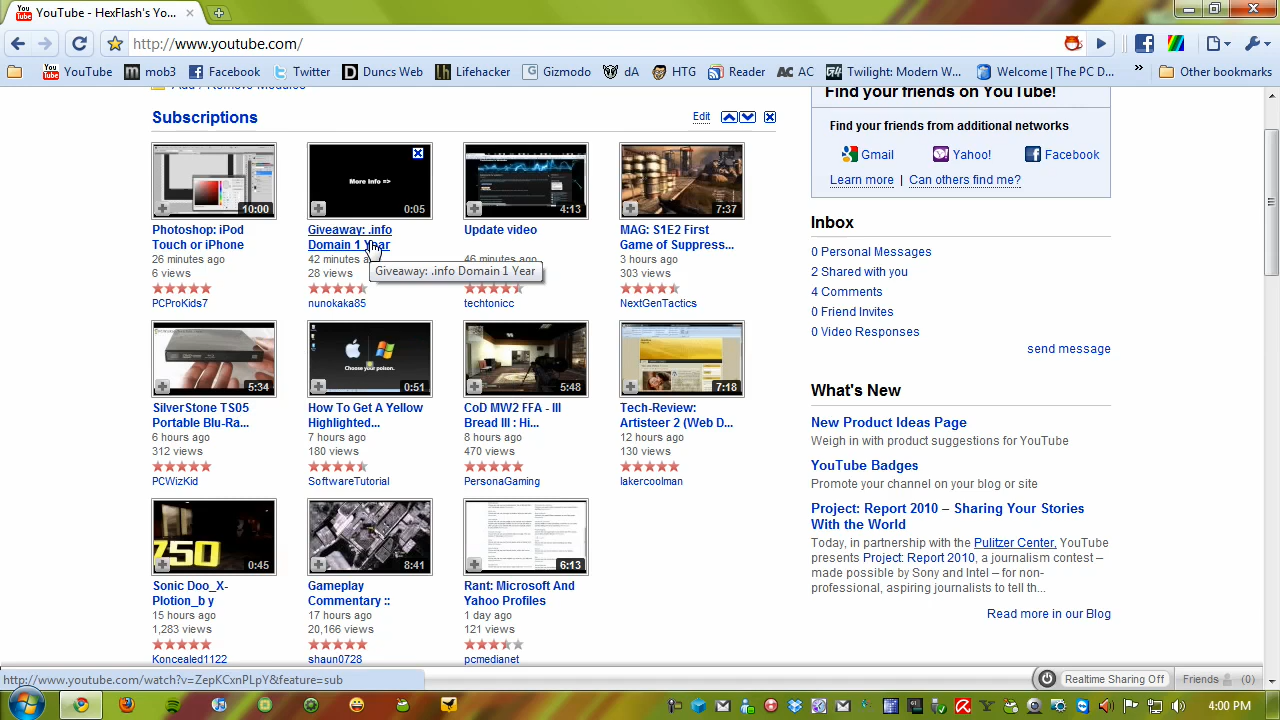 YouTube - HexFlash's Yo...
http://www.youtube.com/
YouTube mob3 Facebook Twitter Duncs Web Lifehacker Gizmodo dA HTG Reader AC Twilight: Modern W... Welcome | The PC D... » Other bookmarks
Add / Remove Modules
Subscriptions
Edit
10:00
More Info =>
0:05
4:13
7:37
Photoshop: iPod
Touch or iPhone
26 minutes ago
6 views
PCProKids7
Giveaway: .info
Domain 1 Year
42 minutes a
28 views
nunokaka85
Giveaway: .info Domain 1 Year
Update video
46 minutes ago
techtonicc
MAG: S1E2 First
Game of Suppress...
3 hours ago
303 views
NextGenTactics
5:34
Choose your poison.
0:51
5:48
7:18
SilverStone TS05
Portable Blu-Ra...
6 hours ago
312 views
PCWizKid
How To Get A Yellow
Highlighted...
7 hours ago
180 views
SoftwareTutorial
CoD MW2 FFA - III
Bread III : Hi...
8 hours ago
470 views
PersonaGaming
Tech-Review:
Artisteer 2 (Web D...
12 hours ago
130 views
lakercoolman
750
0:45
8:41
6:13
Sonic Doo_X-
Plotion_b y
15 hours ago
1,283 views
Koncealed1122
Gameplay
Commentary ::
17 hours ago
20,166 views
shaun0728
Rant: Microsoft And
Yahoo Profiles
1 day ago
121 views
pcmedianet
Find your friends on YouTube!
Find your friends from additional networks
Gmail Yahoo! Facebook
Learn more | Can others find me?
Inbox
0 Personal Messages
2 Shared with you
4 Comments
0 Friend Invites
0 Video Responses
send message
What's New
New Product Ideas Page
Weigh in with product suggestions for YouTube
YouTube Badges
Promote your channel on your blog or site
Project: Report 2010 – Sharing Your Stories
With the World
Today in partnership with the Pulitzer Center, YouTube
presents Project: Report 2010, a journalism contest –
made possible by Sony and Intel – for non-
professional, aspiring journalists to tell th...
Read more in our Blog
http://www.youtube.com/watch?v=ZepKCxnPLpY&feature=sub
Realtime Sharing Off
Friends (0)
4:00 PM